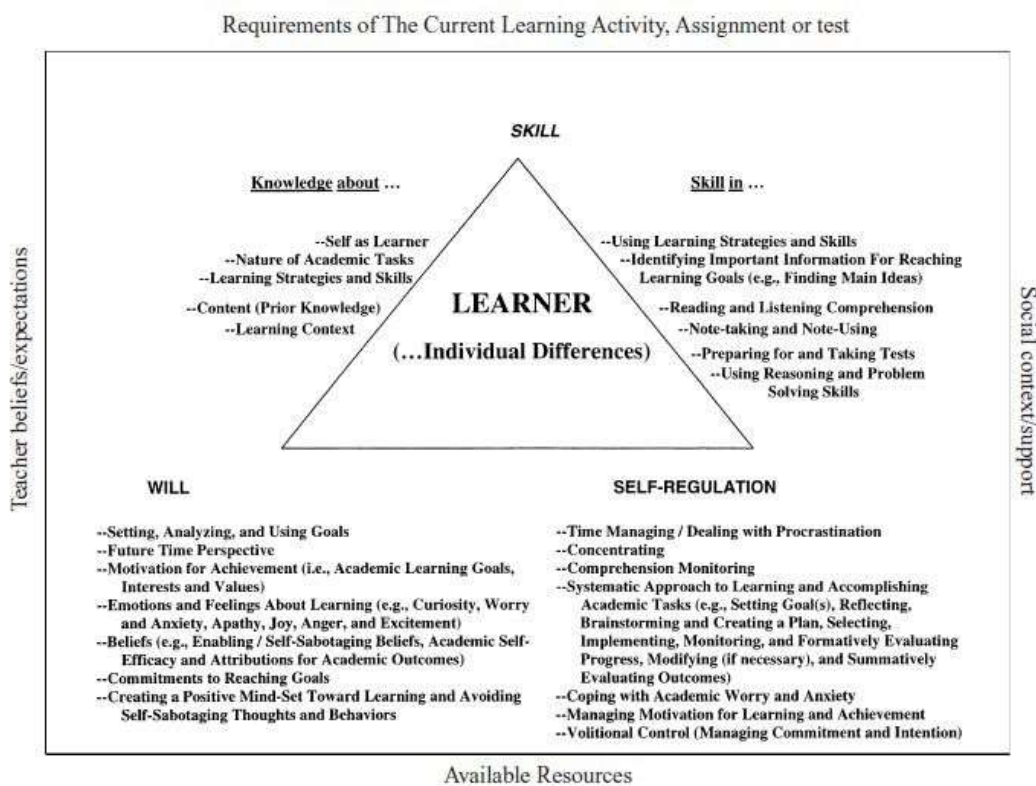 Requirements of The Current Learning Activity, Assignment or test
SKILL
Knowledge about ...
--Self as Learner
--Nature of Academic Tasks
--Learning Strategies and Skills
--Content (Prior Knowledge)
--Learning Context
Skill in ...
--Using Learning Strategies and Skills
--Identifying Important Information For Reaching
Learning Goals (e.g., Finding Main Ideas)
--Reading and Listening Comprehension
--Note-taking and Note-Using
--Preparing for and Taking Tests
--Using Reasoning and Problem
Solving Skills
LEARNER
(...Individual Differences)
Teacher beliefs/expectations
Social context/support
WILL
--Setting, Analyzing, and Using Goals
--Future Time Perspective
--Motivation for Achievement (i.e., Academic Learning Goals,
Interests and Values)
--Emotions and Feelings About Learning (e.g., Curiosity, Worry
and Anxiety, Apathy, Joy, Anger, and Excitement)
--Beliefs (e.g., Enabling / Self-Sabotaging Beliefs, Academic Self-
Efficacy and Attributions for Academic Outcomes)
--Commitments to Reaching Goals
--Creating a Positive Mind-Set Toward Learning and Avoiding
Self-Sabotaging Thoughts and Behaviors
SELF-REGULATION
--Time Managing / Dealing with Procrastination
--Concentrating
--Comprehension Monitoring
--Systematic Approach to Learning and Accomplishing
Academic Tasks (e.g., Setting Goal(s), Reflecting,
Brainstorming and Creating a Plan, Selecting,
Implementing, Monitoring, and Formatively Evaluating
Progress, Modifying (if necessary), and Summatively
Evaluating Outcomes)
--Coping with Academic Worry and Anxiety
--Managing Motivation for Learning and Achievement
--Volitional Control (Managing Commitment and Intention)
Available Resources